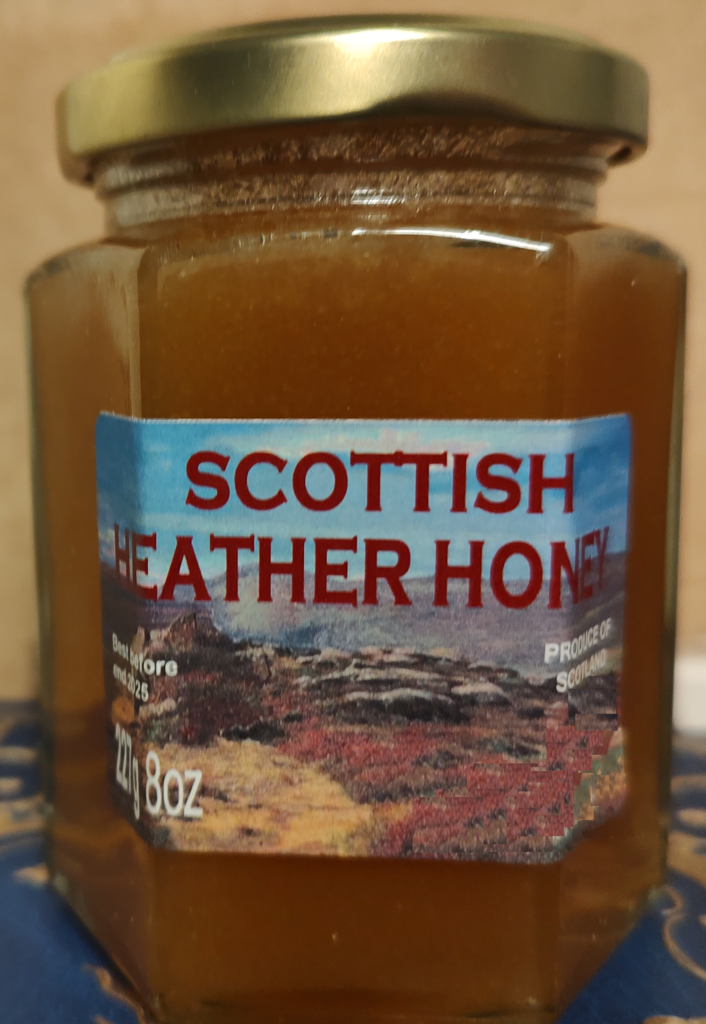 SCOTTISH
HEATHER HONEY
Best before
end 2025
PRODUCE OF
SCOTLAND
227g 8oz